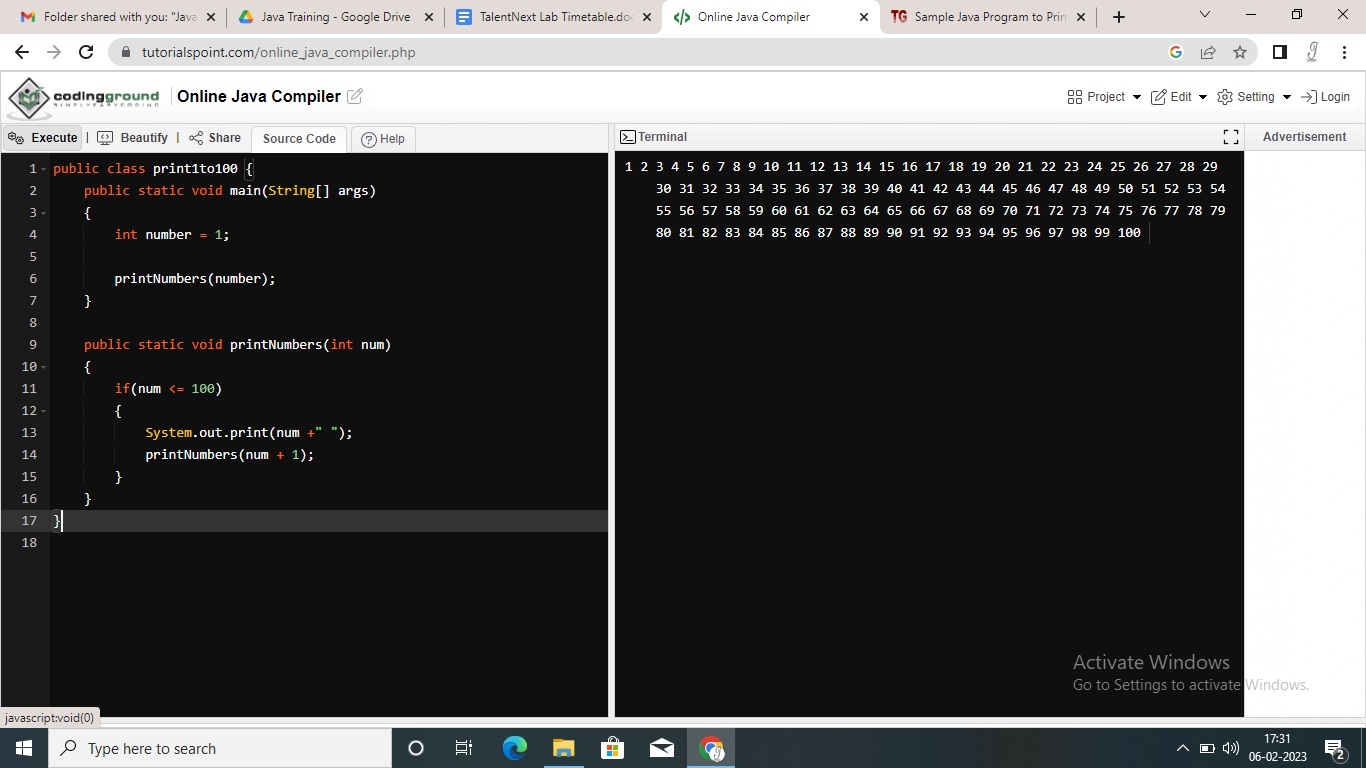 Folder shared with you: "Java
Java Training - Google Drive
TalentNext Lab Timetable.doc
Online Java Compiler
TG Sample Java Program to Prin
tutorialspoint.com/online_java_compiler.php
codingground
SIMPLYEASYCODING
Online Java Compiler
Project
Edit
Setting
Login
Execute | Beautify | Share
Source Code
Help
Terminal
Advertisement
1 public class print1to100 {
2 public static void main(String[] args)
3 {
4 int number = 1;
5
6 printNumbers(number);
7 }
8
9 public static void printNumbers(int num)
10 {
11 if(num <= 100)
12 {
13 System.out.print(num +" ");
14 printNumbers(num + 1);
15 }
16 }
17 }
18
1 2 3 4 5 6 7 8 9 10 11 12 13 14 15 16 17 18 19 20 21 22 23 24 25 26 27 28 29
30 31 32 33 34 35 36 37 38 39 40 41 42 43 44 45 46 47 48 49 50 51 52 53 54
55 56 57 58 59 60 61 62 63 64 65 66 67 68 69 70 71 72 73 74 75 76 77 78 79
80 81 82 83 84 85 86 87 88 89 90 91 92 93 94 95 96 97 98 99 100
Activate Windows
Go to Settings to activate Windows.
javascript:void(0)
Type here to search
17:31
06-02-2023
2